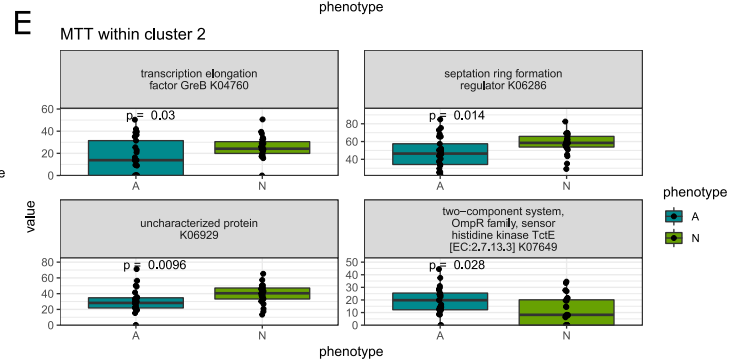 phenotype
E
MTT within cluster 2
transcription elongation
factor GreB K04760
septation ring formation
regulator K06286
p = 0.03
p = 0.014
60
40
20
0
80
60
40
A
N
A
N
e
value
uncharacterized protein
K06929
two−component system,
OmpR family, sensor
histidine kinase TctE
[EC:2.7.13.3] K07649
p = 0.0096
p = 0.028
80
60
40
20
0
50
40
30
20
10
0
A
N
A
N
phenotype
phenotype
A
N